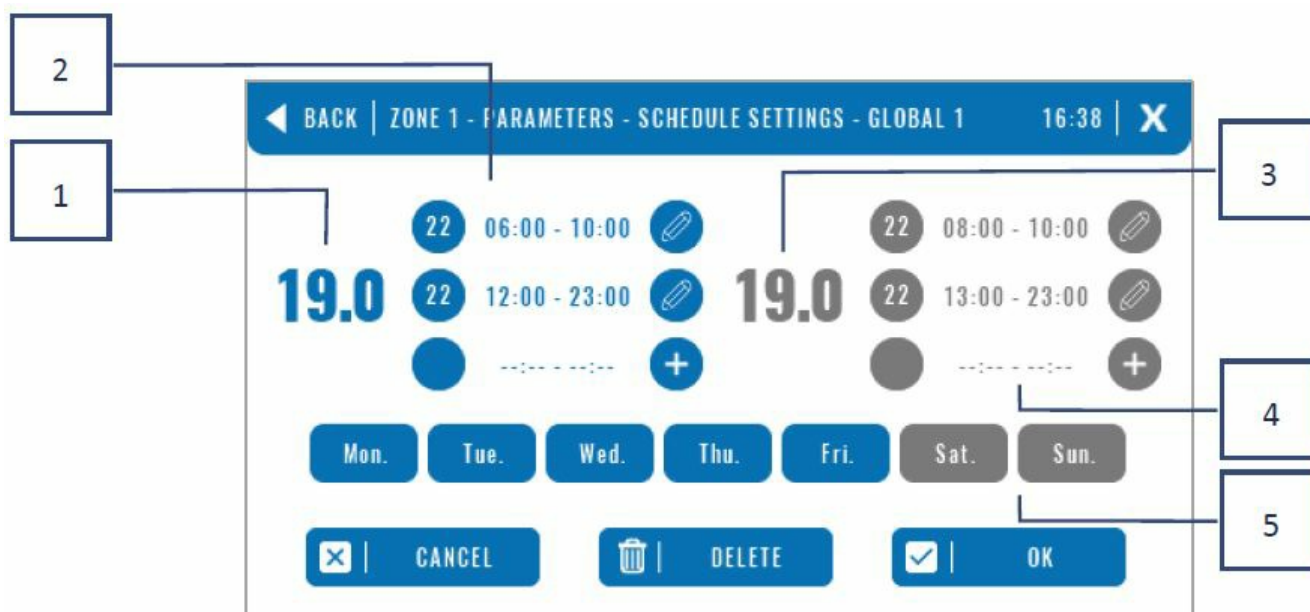 2
BACK | ZONE 1 - PARAMETERS - SCHEDULE SETTINGS - GLOBAL 1 16:38 | X
1
3
22 06:00 - 10:00
22 08:00 - 10:00
19.0 22 12:00 - 23:00
19.0 22 13:00 - 23:00
--:-- - --:-- +
--:-- - --:-- +
4
Mon. Tue. Wed. Thu. Fri. Sat. Sun.
5
CANCEL DELETE OK